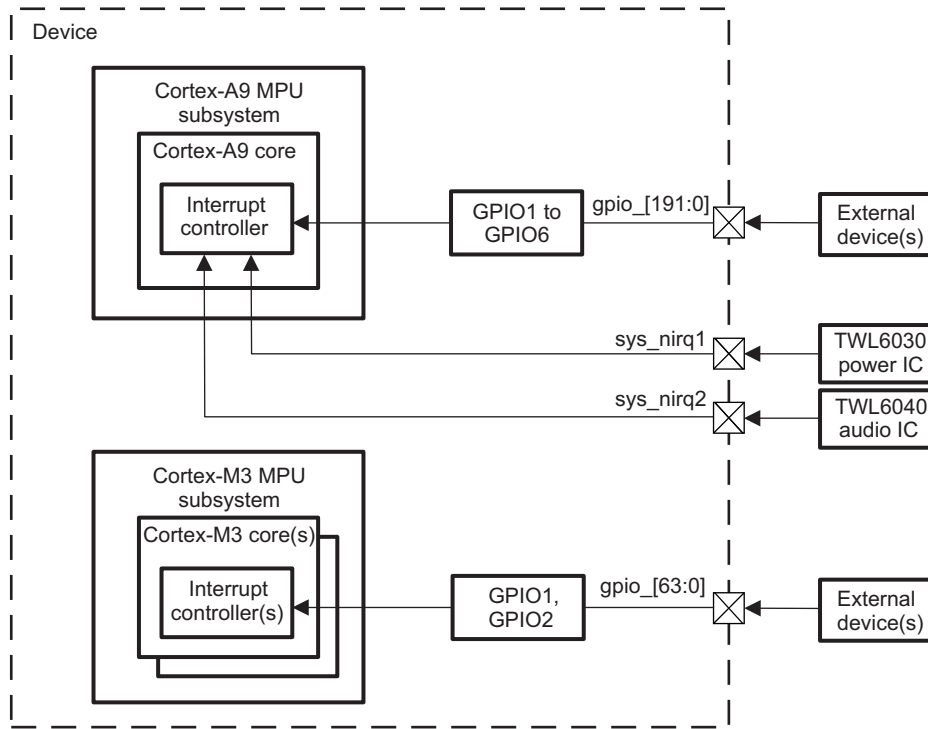 Device
Cortex-A9 MPU
subsystem
Cortex-A9 core
Interrupt
controller
GPIO1 to
GPIO6
gpio_[191:0]
External
device(s)
sys_nirq1
TWL6030
power IC
sys_nirq2
TWL6040
audio IC
Cortex-M3 MPU
subsystem
Cortex-M3 core(s)
Interrupt
controller(s)
GPIO1,
GPIO2
gpio_[63:0]
External
device(s)